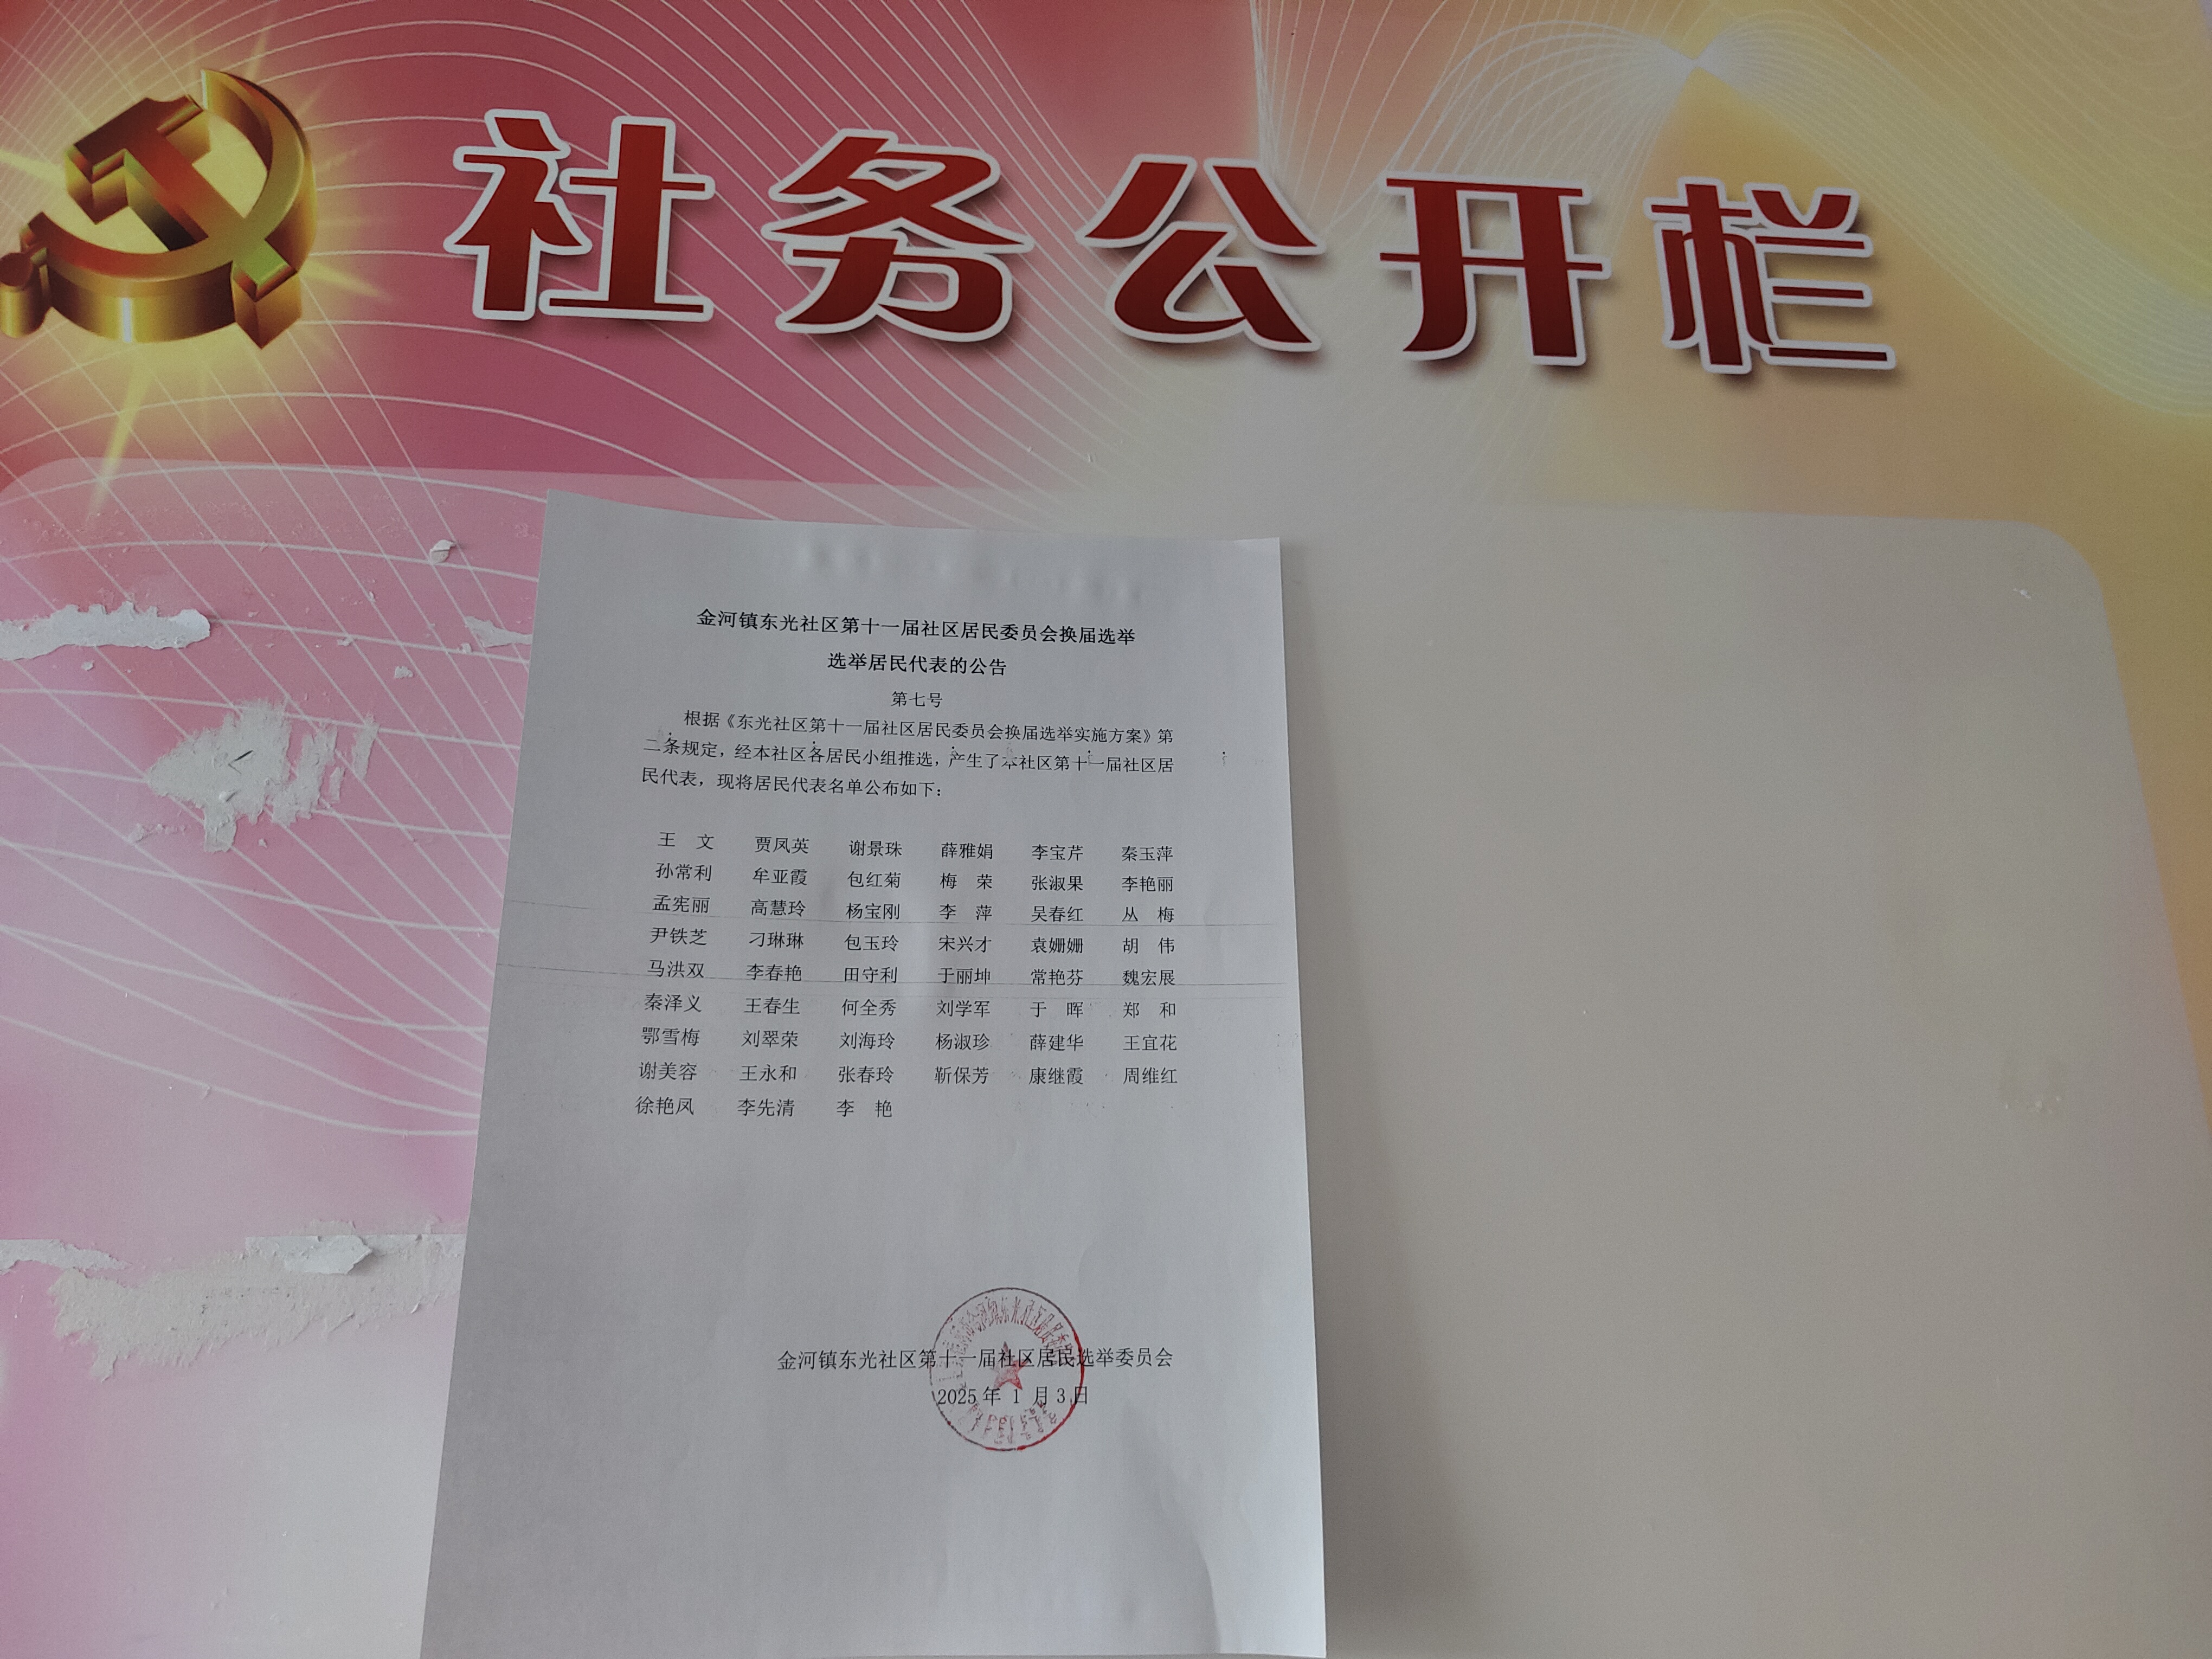 社务公开栏
金河镇东光社区第十一届社区居民委员会换届选举
选举居民代表的公告
第七号
根据《东光社区第十一届社区居民委员会换届选举实施方案》第
二条规定，经本社区各居民小组推选，产生了本社区第十一届社区居
民代表，现将居民代表名单公布如下：
王　文 贾凤英 谢景珠 薛雅娟 李宝芹 秦玉萍
孙常利 牟亚霞 包红菊 梅　荣 张淑果 李艳丽
孟宪丽 高慧玲 杨宝刚 李　萍 吴春红 丛　梅
尹铁芝 刁琳琳 包玉玲 宋兴才 袁姗姗 胡　伟
马洪双 李春艳 田守利 于丽坤 常艳芬 魏宏展
秦泽义 王春生 何全秀 刘学军 于　晖 郑　和
鄂雪梅 刘翠荣 刘海玲 杨淑珍 薛建华 王宜花
谢美容 王永和 张春玲 靳保芳 康继霞 周维红
徐艳凤 李先清 李　艳
金河镇东光社区第十一届社区居民选举委员会
2025年 1 月3日